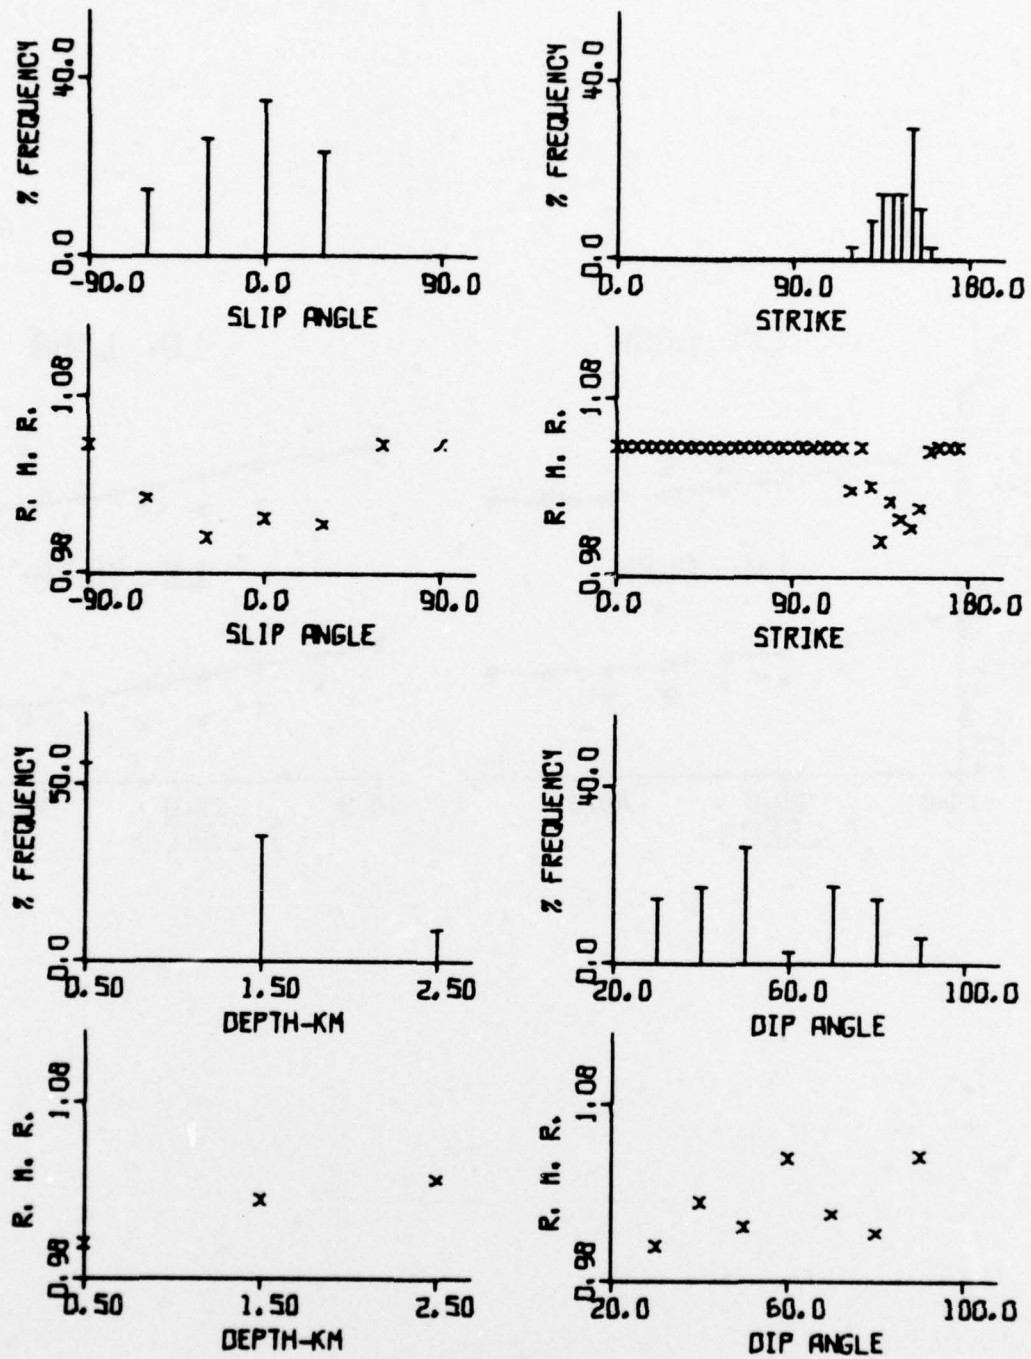 % FREQUENCY
40.0
0.0
-90.0 0.0 90.0
SLIP ANGLE
% FREQUENCY
40.0
0.0
0.0 90.0 180.0
STRIKE
R. M. R.
1.08
0.98
-90.0 0.0 90.0
SLIP ANGLE
R. M. R.
1.08
0.98
0.0 90.0 180.0
STRIKE
% FREQUENCY
50.0
0.0
0.50 1.50 2.50
DEPTH-KM
% FREQUENCY
40.0
0.0
20.0 60.0 100.0
DIP ANGLE
R. M. R.
1.08
0.98
0.50 1.50 2.50
DEPTH-KM
R. M. R.
1.08
0.98
20.0 60.0 100.0
DIP ANGLE